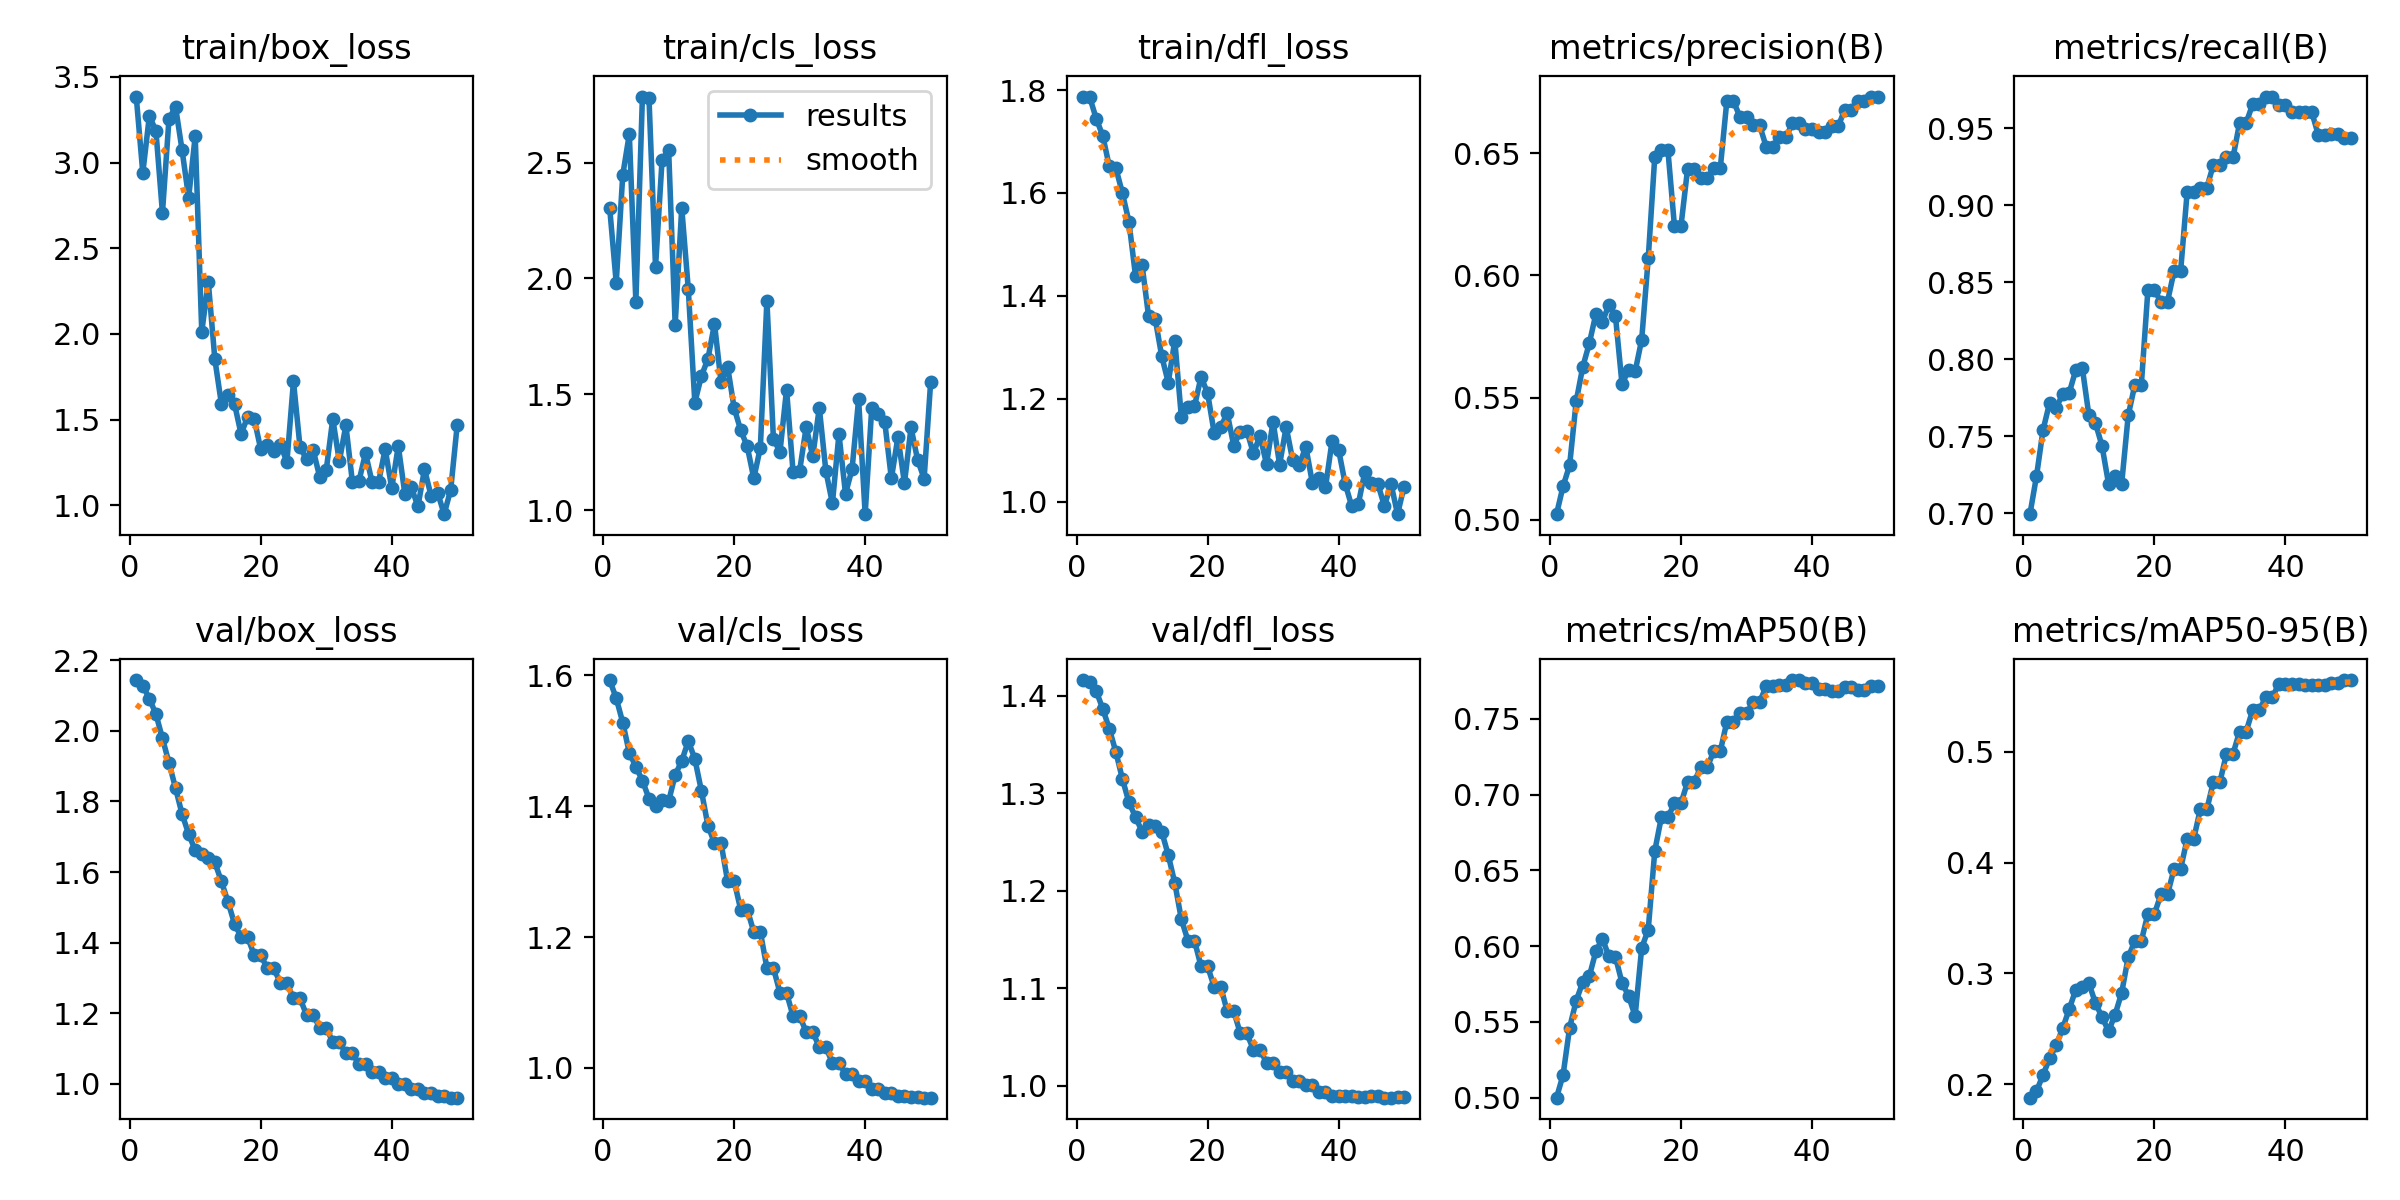 train/box_loss
3.5
3.0
2.5
2.0
1.5
1.0
0 20 40
train/cls_loss
results
smooth
2.5
2.0
1.5
1.0
0 20 40
train/dfl_loss
1.8
1.6
1.4
1.2
1.0
0 20 40
metrics/precision(B)
0.65
0.60
0.55
0.50
0 20 40
metrics/recall(B)
0.95
0.90
0.85
0.80
0.75
0.70
0 20 40
val/box_loss
2.2
2.0
1.8
1.6
1.4
1.2
1.0
0 20 40
val/cls_loss
1.6
1.4
1.2
1.0
0 20 40
val/dfl_loss
1.4
1.3
1.2
1.1
1.0
0 20 40
metrics/mAP50(B)
0.75
0.70
0.65
0.60
0.55
0.50
0 20 40
metrics/mAP50-95(B)
0.5
0.4
0.3
0.2
0 20 40